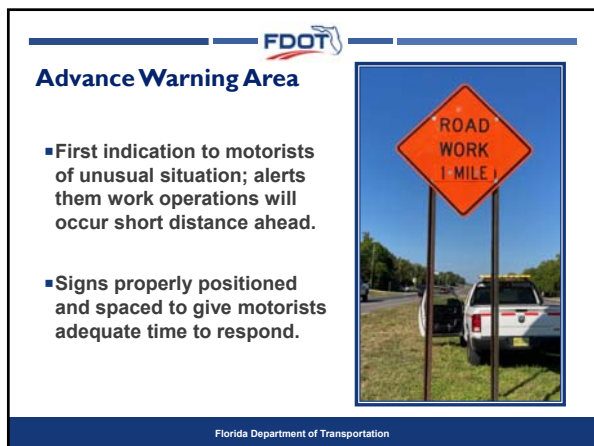 FDOT
Advance Warning Area
▪First indication to motorists
of unusual situation; alerts
them work operations will
occur short distance ahead.
▪Signs properly positioned
and spaced to give motorists
adequate time to respond.
ROAD
WORK
1 MILE
Florida Department of Transportation